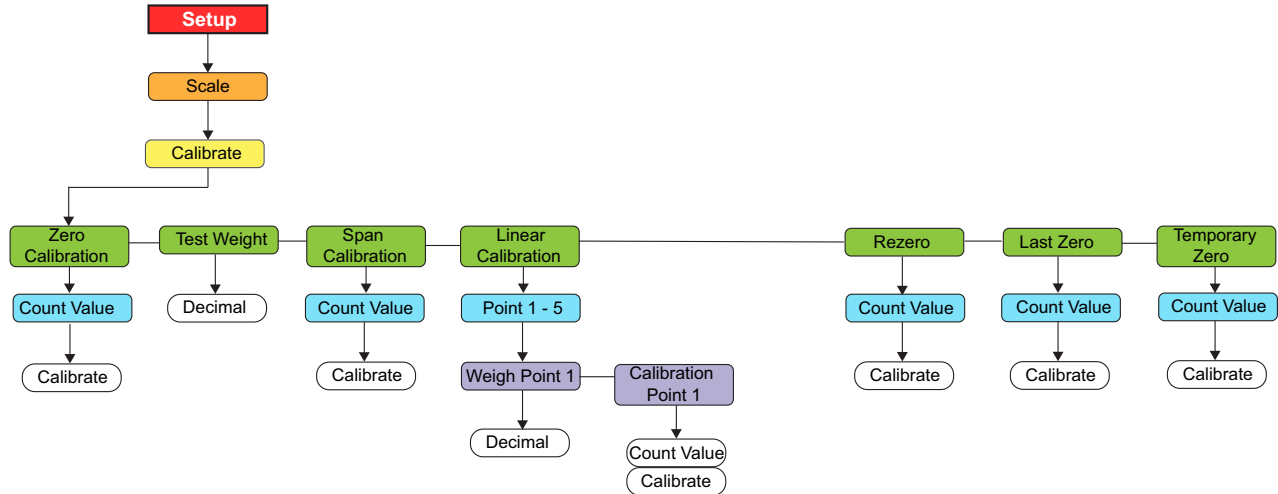 Setup
Scale
Calibrate
Zero
Calibration
Test Weight
Span
Calibration
Linear
Calibration
Rezero
Last Zero
Temporary
Zero
Count Value
Decimal
Count Value
Point 1 - 5
Count Value
Count Value
Count Value
Calibrate
Calibrate
Weigh Point 1
Calibration
Point 1
Calibrate
Calibrate
Calibrate
Decimal
Count Value
Calibrate